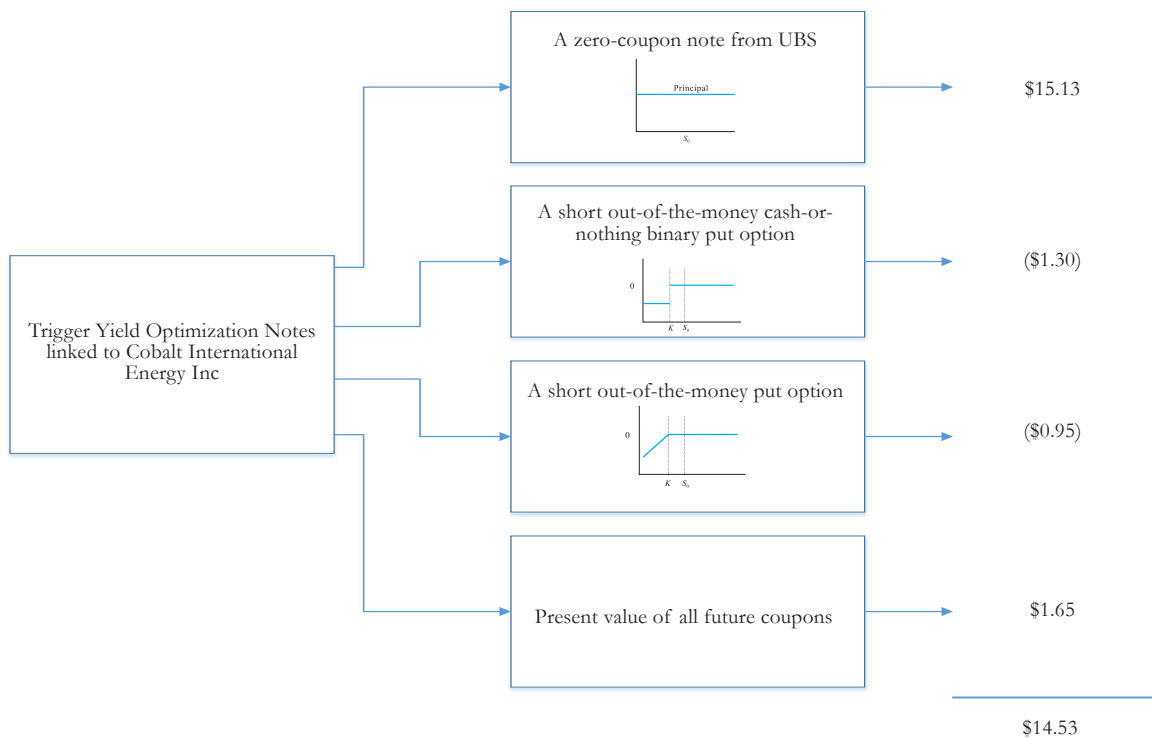 A zero-coupon note from UBS
Principal
S₀
$15.13
A short out-of-the-money cash-or-
nothing binary put option
0
K S₀
($1.30)
Trigger Yield Optimization Notes
linked to Cobalt International
Energy Inc
A short out-of-the-money put option
0
K S₀
($0.95)
Present value of all future coupons
$1.65
$14.53